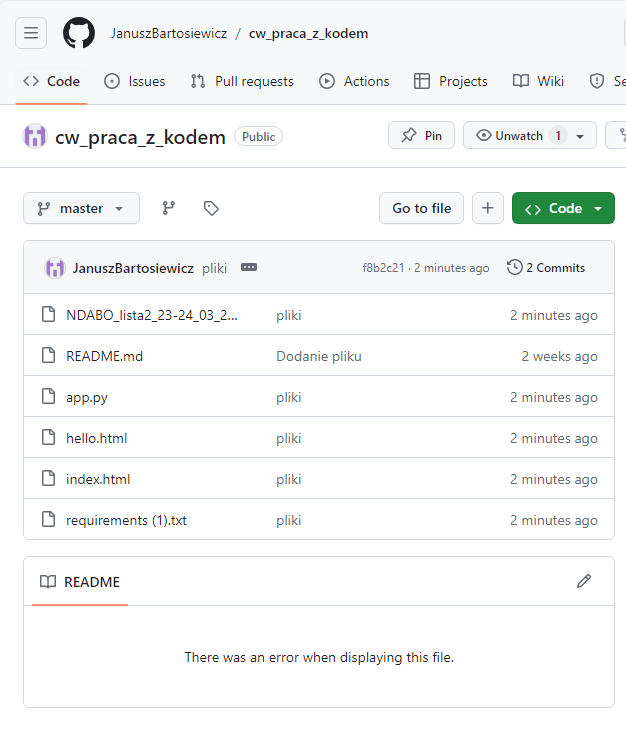 JanuszBartosiewicz / cw_praca_z_kodem
Code Issues Pull requests Actions Projects Wiki Se
cw_praca_z_kodem Public Pin Unwatch 1
master Go to file Code
JanuszBartosiewicz pliki f8b2c21 · 2 minutes ago 2 Commits
NDABO_lista2_23-24_03_2... pliki 2 minutes ago
README.md Dodanie pliku 2 weeks ago
app.py pliki 2 minutes ago
hello.html pliki 2 minutes ago
index.html pliki 2 minutes ago
requirements (1).txt pliki 2 minutes ago
README
There was an error when displaying this file.